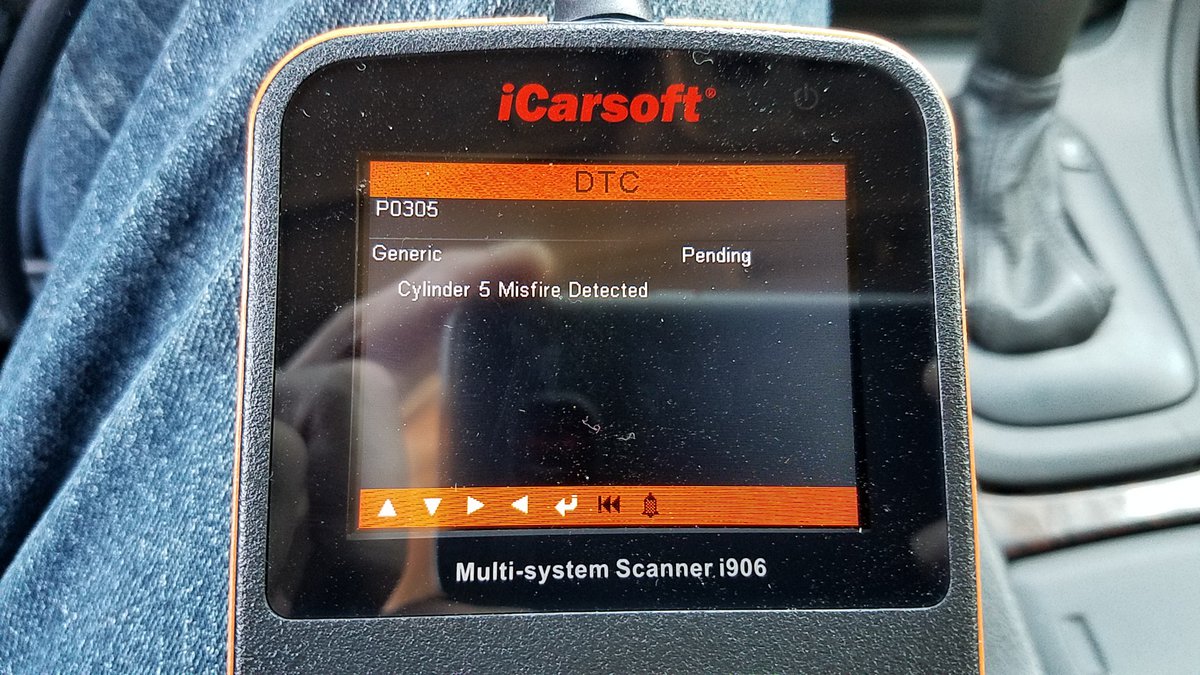 iCarsoft®
DTC
P0305
Generic Pending
Cylinder 5 Misfire Detected
Multi-system Scanner i906